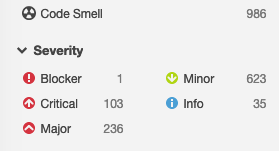 Code Smell 986
Severity
Blocker 1 Minor 623
Critical 103 Info 35
Major 236